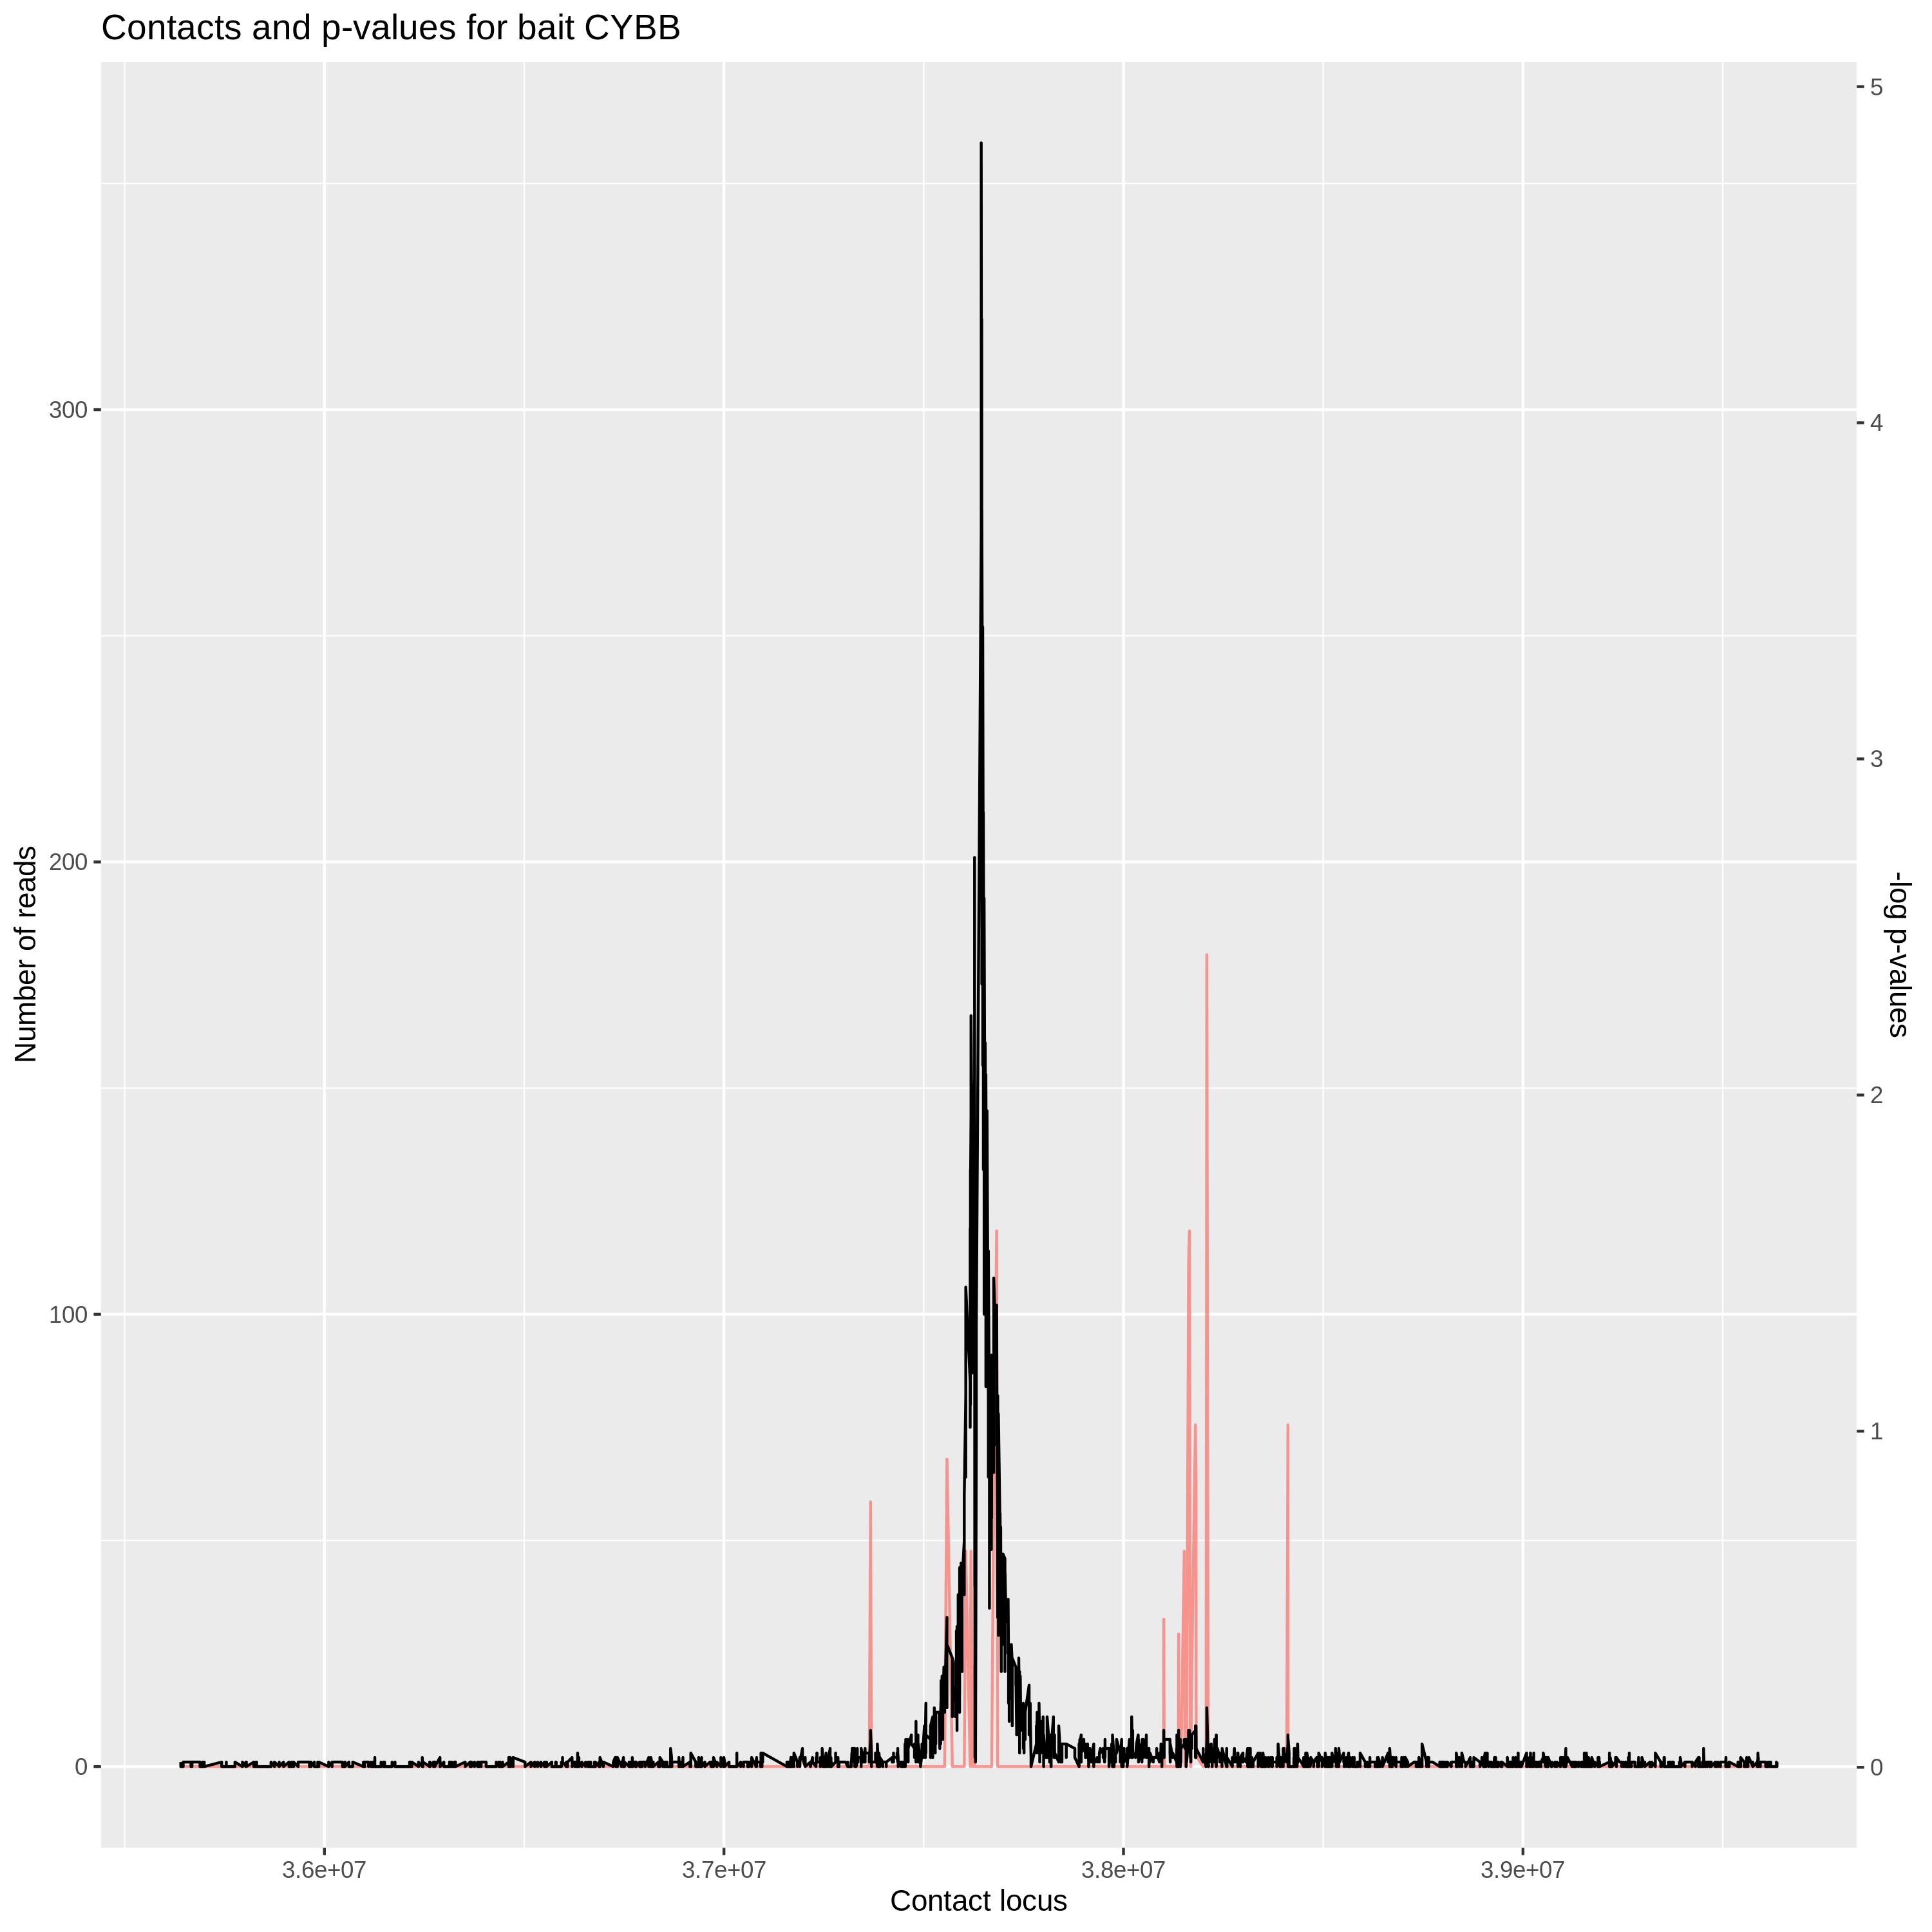 Contacts and p-values for bait CYBB
Number of reads
300
200
100
0
5
4
3
2
1
0
-log p-values
3.6e+07
3.7e+07
3.8e+07
3.9e+07
Contact locus